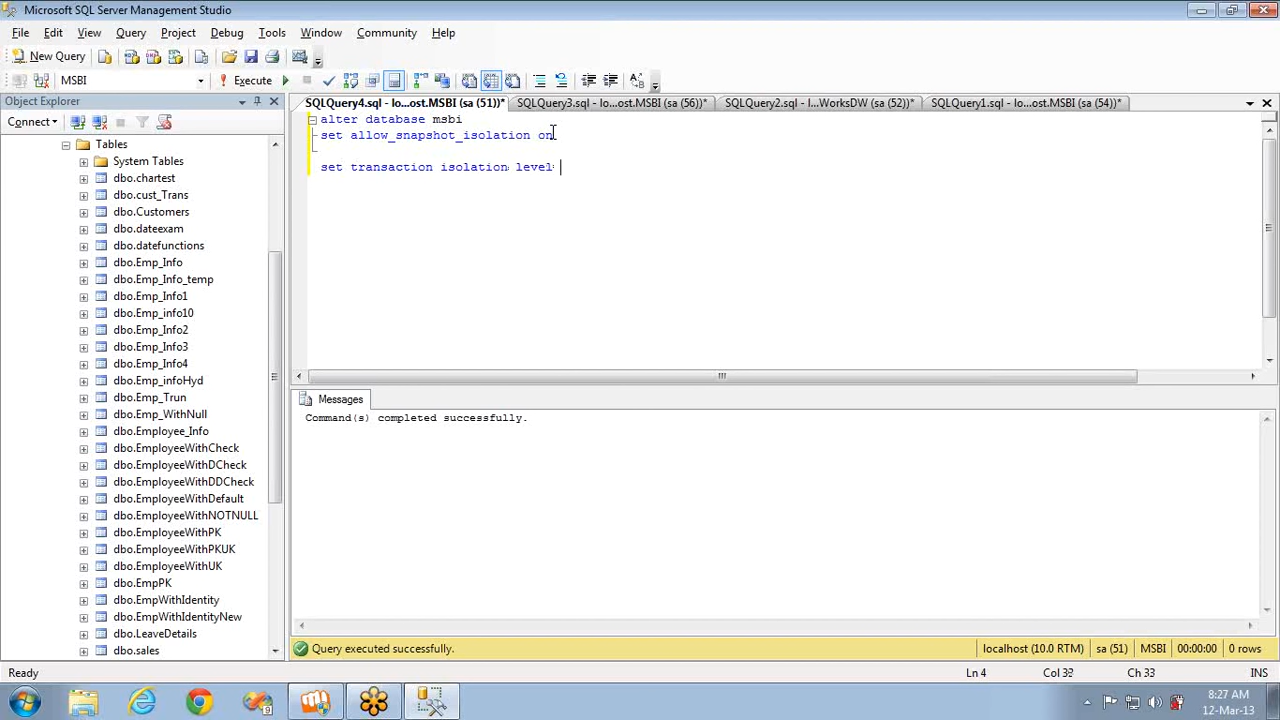 Microsoft SQL Server Management Studio
File Edit View Query Project Debug Tools Window Community Help
New Query
MSBI
Execute
Object Explorer
SQLQuery4.sql - lo...ost.MSBI (sa (51))* SQLQuery3.sql - lo...ost.MSBI (sa (56))* SQLQuery2.sql - l...WorksDW (sa (52))* SQLQuery1.sql - lo...ost.MSBI (sa (54))*
Connect
Tables
System Tables
dbo.chartest
dbo.cust_Trans
dbo.Customers
dbo.dateexam
dbo.datefunctions
dbo.Emp_Info
dbo.Emp_Info_temp
dbo.Emp_Info1
dbo.Emp_info10
dbo.Emp_Info2
dbo.Emp_Info3
dbo.Emp_Info4
dbo.Emp_infoHyd
dbo.Emp_Trun
dbo.Emp_WithNull
dbo.Employee_Info
dbo.EmployeeWithCheck
dbo.EmployeeWithDCheck
dbo.EmployeeWithDDCheck
dbo.EmployeeWithDefault
dbo.EmployeeWithNOTNULL
dbo.EmployeeWithPK
dbo.EmployeeWithPKUK
dbo.EmployeeWithUK
dbo.EmpPK
dbo.EmpWithIdentity
dbo.EmpWithIdentityNew
dbo.LeaveDetails
dbo.sales
alter database msbi
set allow_snapshot_isolation on
set transaction isolation level
Messages
Command(s) completed successfully.
Query executed successfully. localhost (10.0 RTM) sa (51) MSBI 00:00:00 0 rows
Ready Ln 4 Col 33 Ch 33 INS
8:27 AM
12-Mar-13